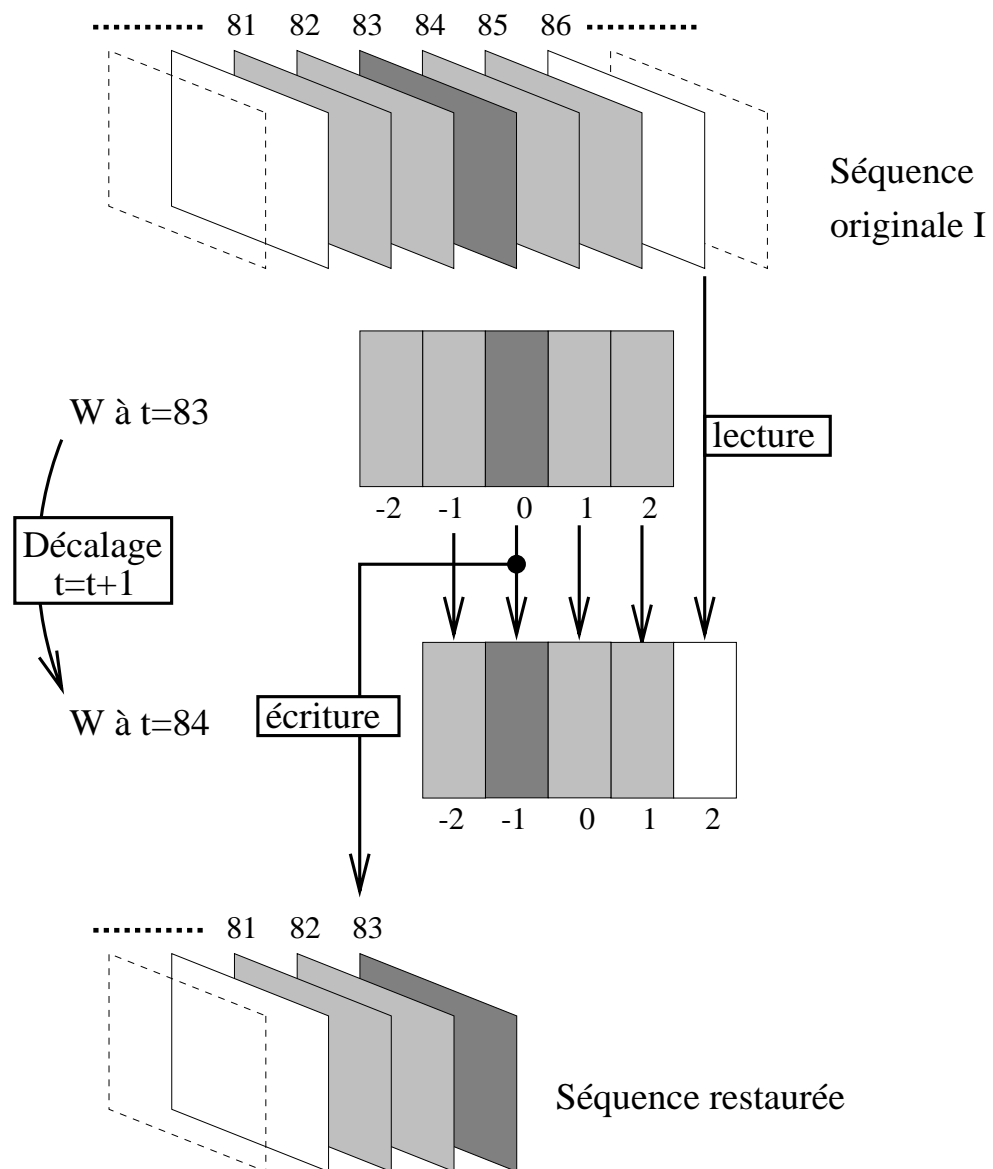 81 82 83 84 85 86
Séquence
originale I
W à t=83
lecture
-2 -1 0 1 2
Décalage
t=t+1
W à t=84
écriture
-2 -1 0 1 2
81 82 83
Séquence restaurée